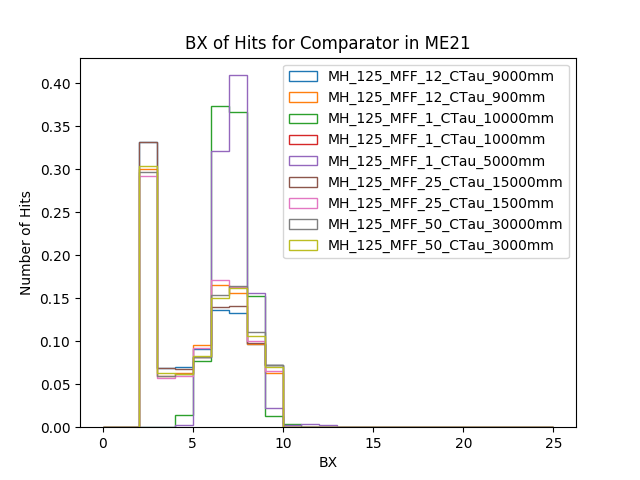 BX of Hits for Comparator in ME21
MH_125_MFF_12_CTau_9000mm
MH_125_MFF_12_CTau_900mm
MH_125_MFF_1_CTau_10000mm
MH_125_MFF_1_CTau_1000mm
MH_125_MFF_1_CTau_5000mm
MH_125_MFF_25_CTau_15000mm
MH_125_MFF_25_CTau_1500mm
MH_125_MFF_50_CTau_30000mm
MH_125_MFF_50_CTau_3000mm
Number of Hits
0.40
0.35
0.30
0.25
0.20
0.15
0.10
0.05
0.00
0 5 10 15 20 25
BX